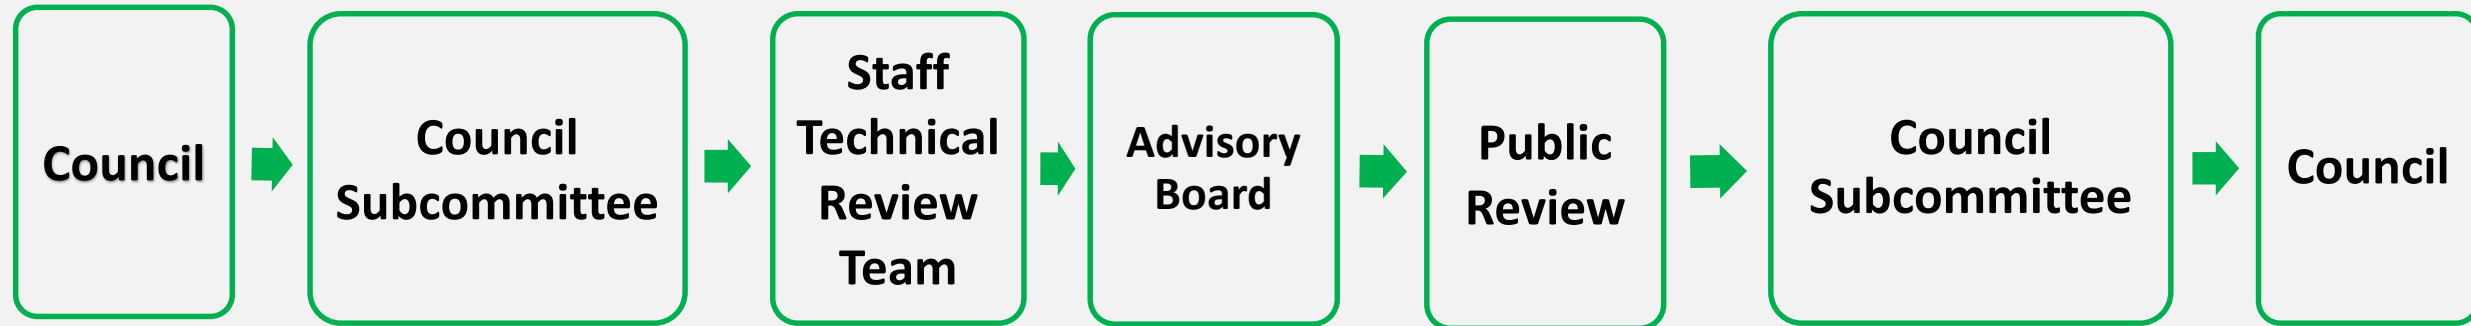 Council
Council
Subcommittee
Staff
Technical
Review
Team
Advisory
Board
Public
Review
Council
Subcommittee
Council